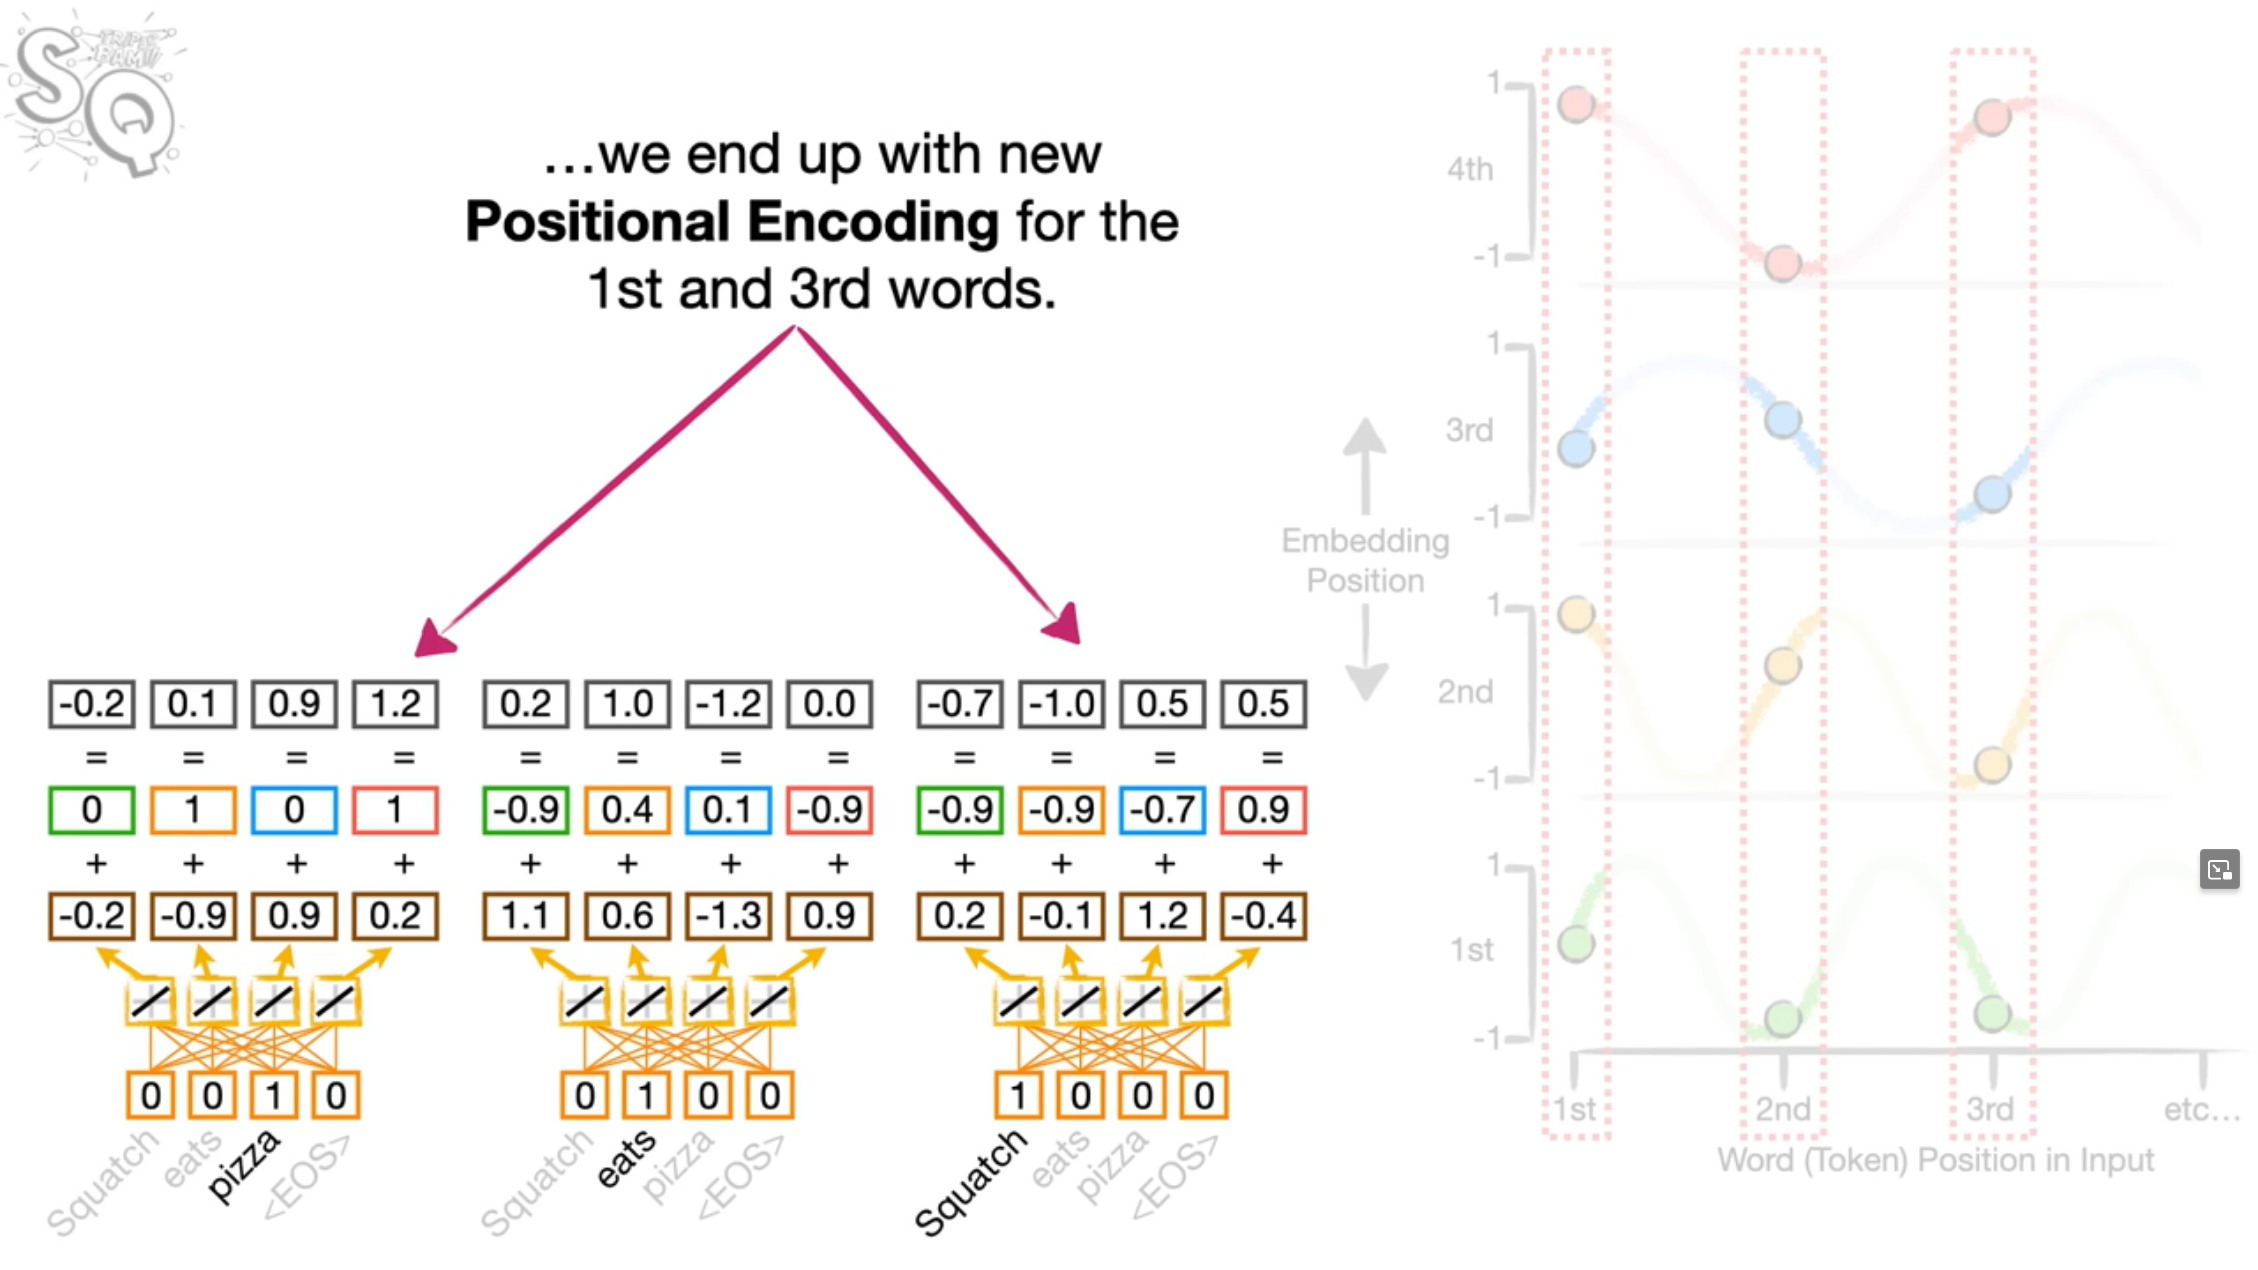 SQ
TRIPLE
BAM!!
...we end up with new
Positional Encoding for the
1st and 3rd words.
-0.2 0.1 0.9 1.2
= = = =
0 1 0 1
+ + + +
-0.2 -0.9 0.9 0.2
0 0 1 0
Squatch eats pizza <EOS>
0.2 1.0 -1.2 0.0
= = = =
-0.9 0.4 0.1 -0.9
+ + + +
1.1 0.6 -1.3 0.9
0 1 0 0
Squatch eats pizza <EOS>
-0.7 -1.0 0.5 0.5
= = = =
-0.9 -0.9 -0.7 0.9
+ + + +
0.2 -0.1 1.2 -0.4
1 0 0 0
Squatch eats pizza <EOS>
Embedding
Position
1
4th
-1
1
3rd
-1
1
2nd
-1
1
1st
-1
1st 2nd 3rd etc...
Word (Token) Position in Input